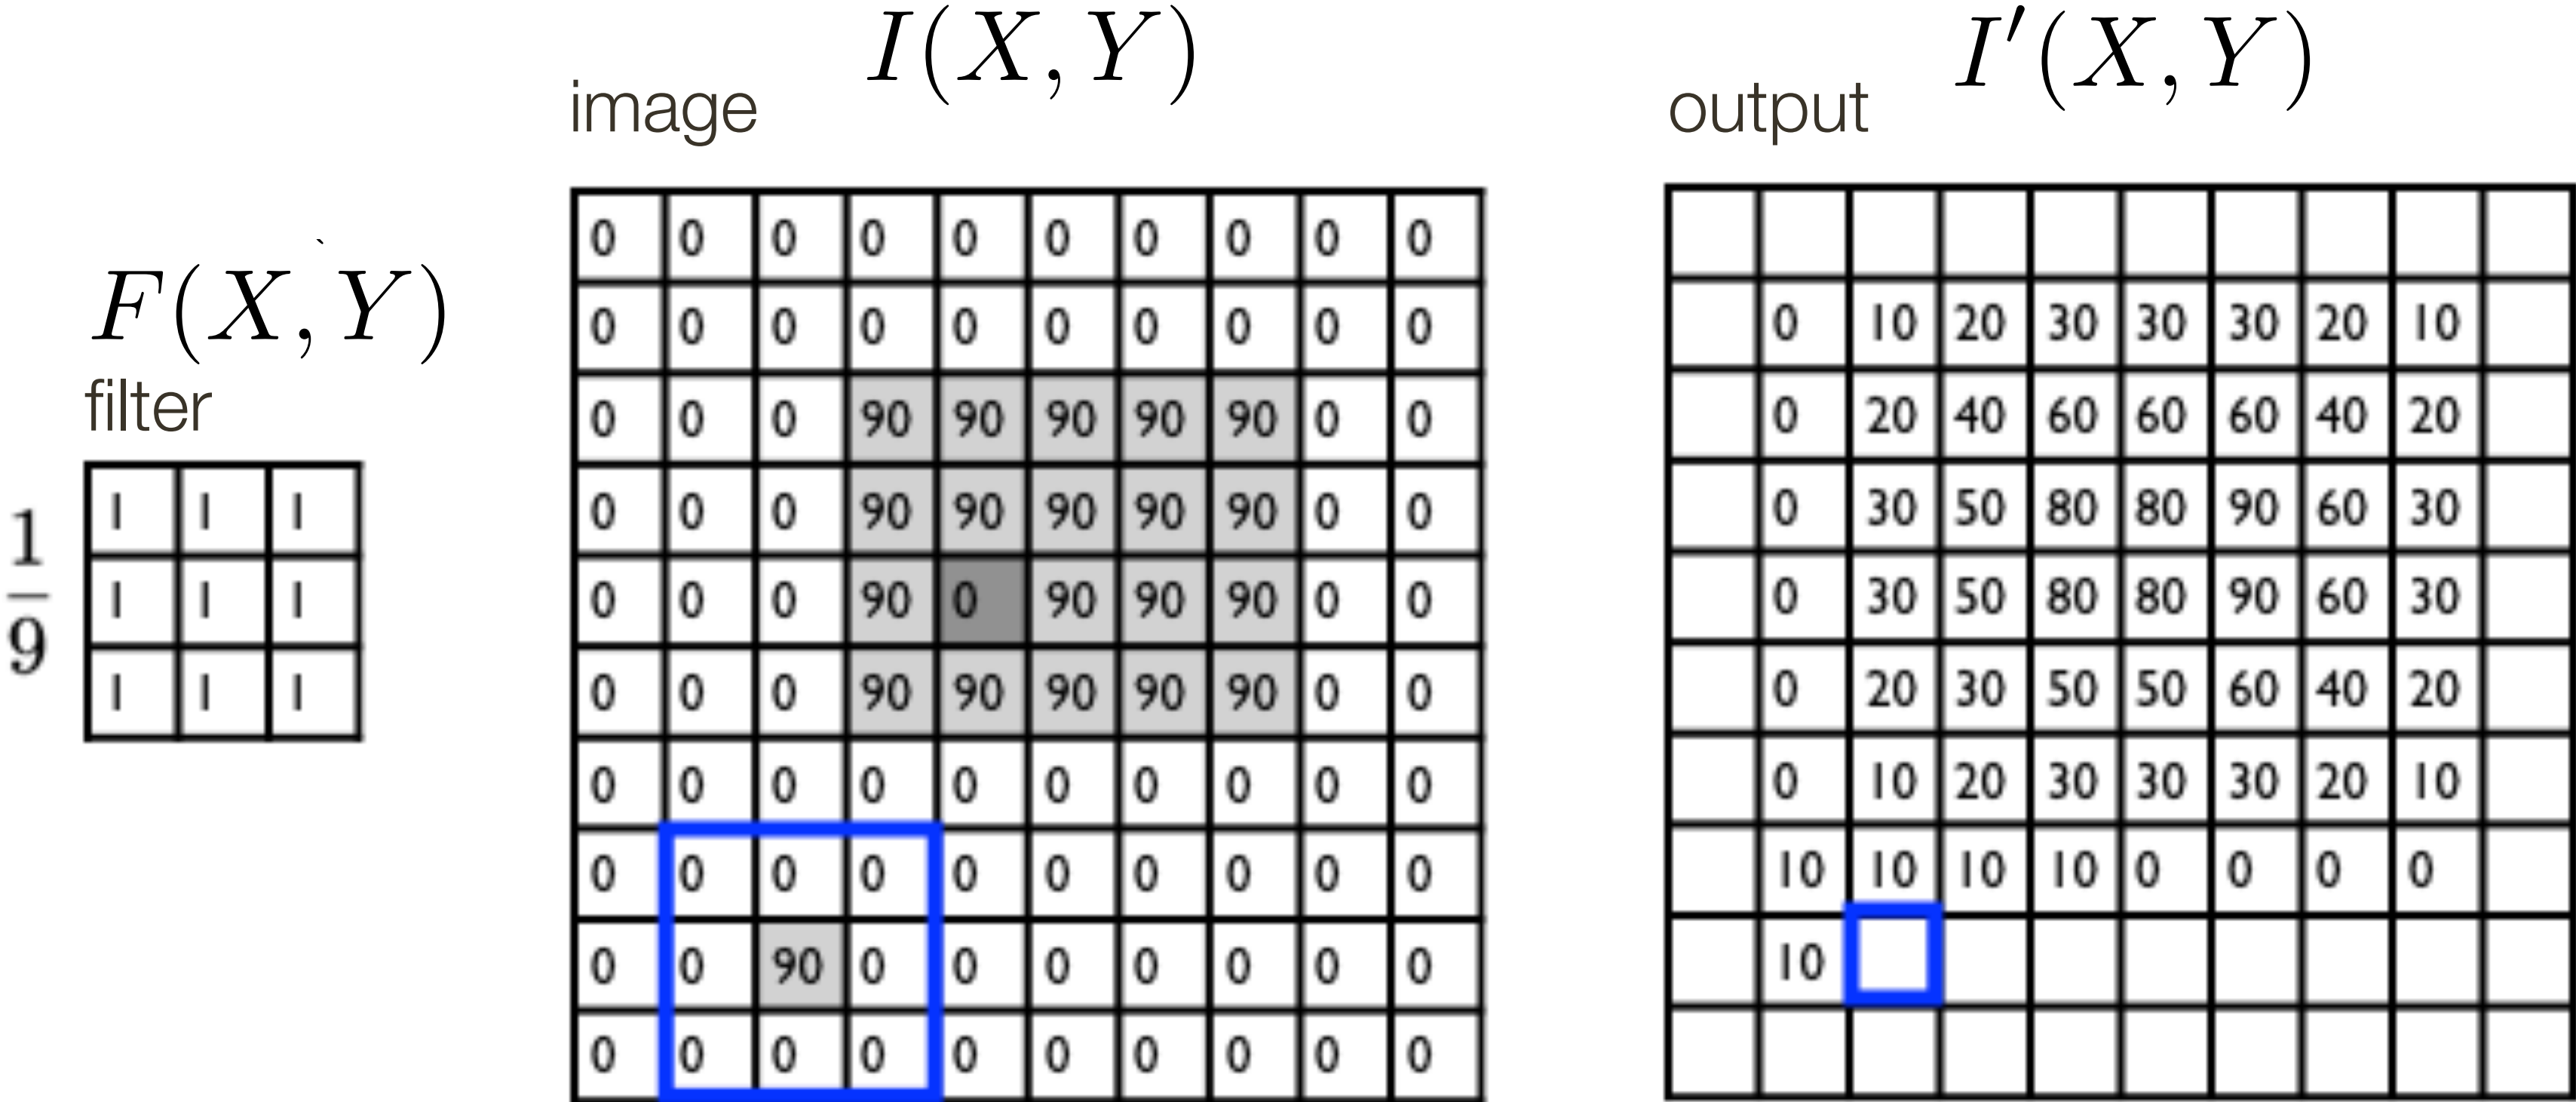 I(X, Y)
I′(X, Y)
image
output
F(X, Y)
filter
1/9
1 1 1
1 1 1
1 1 1
0 0 0 0 0 0 0 0 0 0
0 0 0 0 0 0 0 0 0 0
0 0 0 90 90 90 90 90 0 0
0 0 0 90 90 90 90 90 0 0
0 0 0 90 0 90 90 90 0 0
0 0 0 90 90 90 90 90 0 0
0 0 0 0 0 0 0 0 0 0
0 0 0 0 0 0 0 0 0 0
0 0 90 0 0 0 0 0 0 0
0 0 0 0 0 0 0 0 0 0
0 10 20 30 30 30 20 10
0 20 40 60 60 60 40 20
0 30 50 80 80 90 60 30
0 30 50 80 80 90 60 30
0 20 30 50 50 60 40 20
0 10 20 30 30 30 20 10
10 10 10 10 0 0 0 0
10